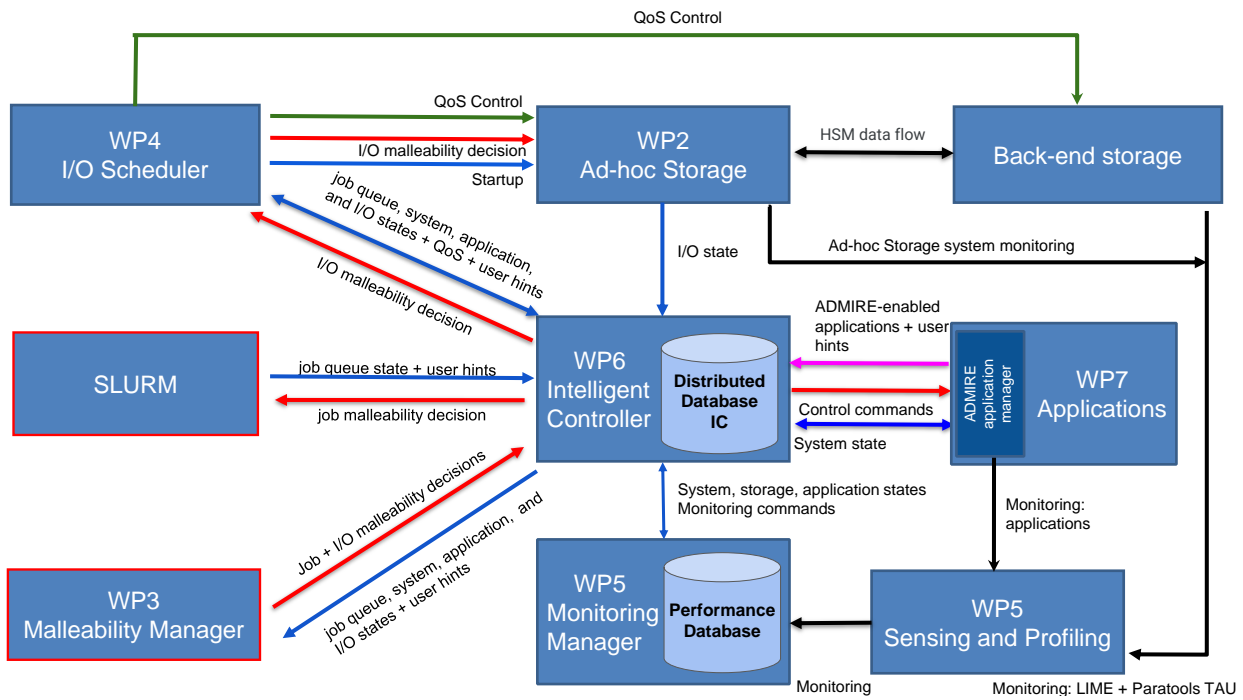 QoS Control
WP4
I/O Scheduler
QoS Control
I/O malleability decision
Startup
WP2
Ad-hoc Storage
HSM data flow
Back-end storage
job queue, system, application,
and I/O states + QoS + user hints
I/O malleability decision
I/O state
Ad-hoc Storage system monitoring
SLURM
job queue state + user hints
job malleability decision
WP6
Intelligent
Controller
Distributed
Database
IC
ADMIRE-enabled
applications + user
hints
Control commands
System state
ADMIRE
application
manager
WP7
Applications
Job + I/O malleability decisions
job queue, system, application,  and
I/O states + user hints
System, storage, application states
Monitoring commands
Monitoring:
applications
WP3
Malleability Manager
WP5
Monitoring
Manager
Performance
Database
WP5
Sensing and Profiling
Monitoring
Monitoring: LIME + Paratools TAU